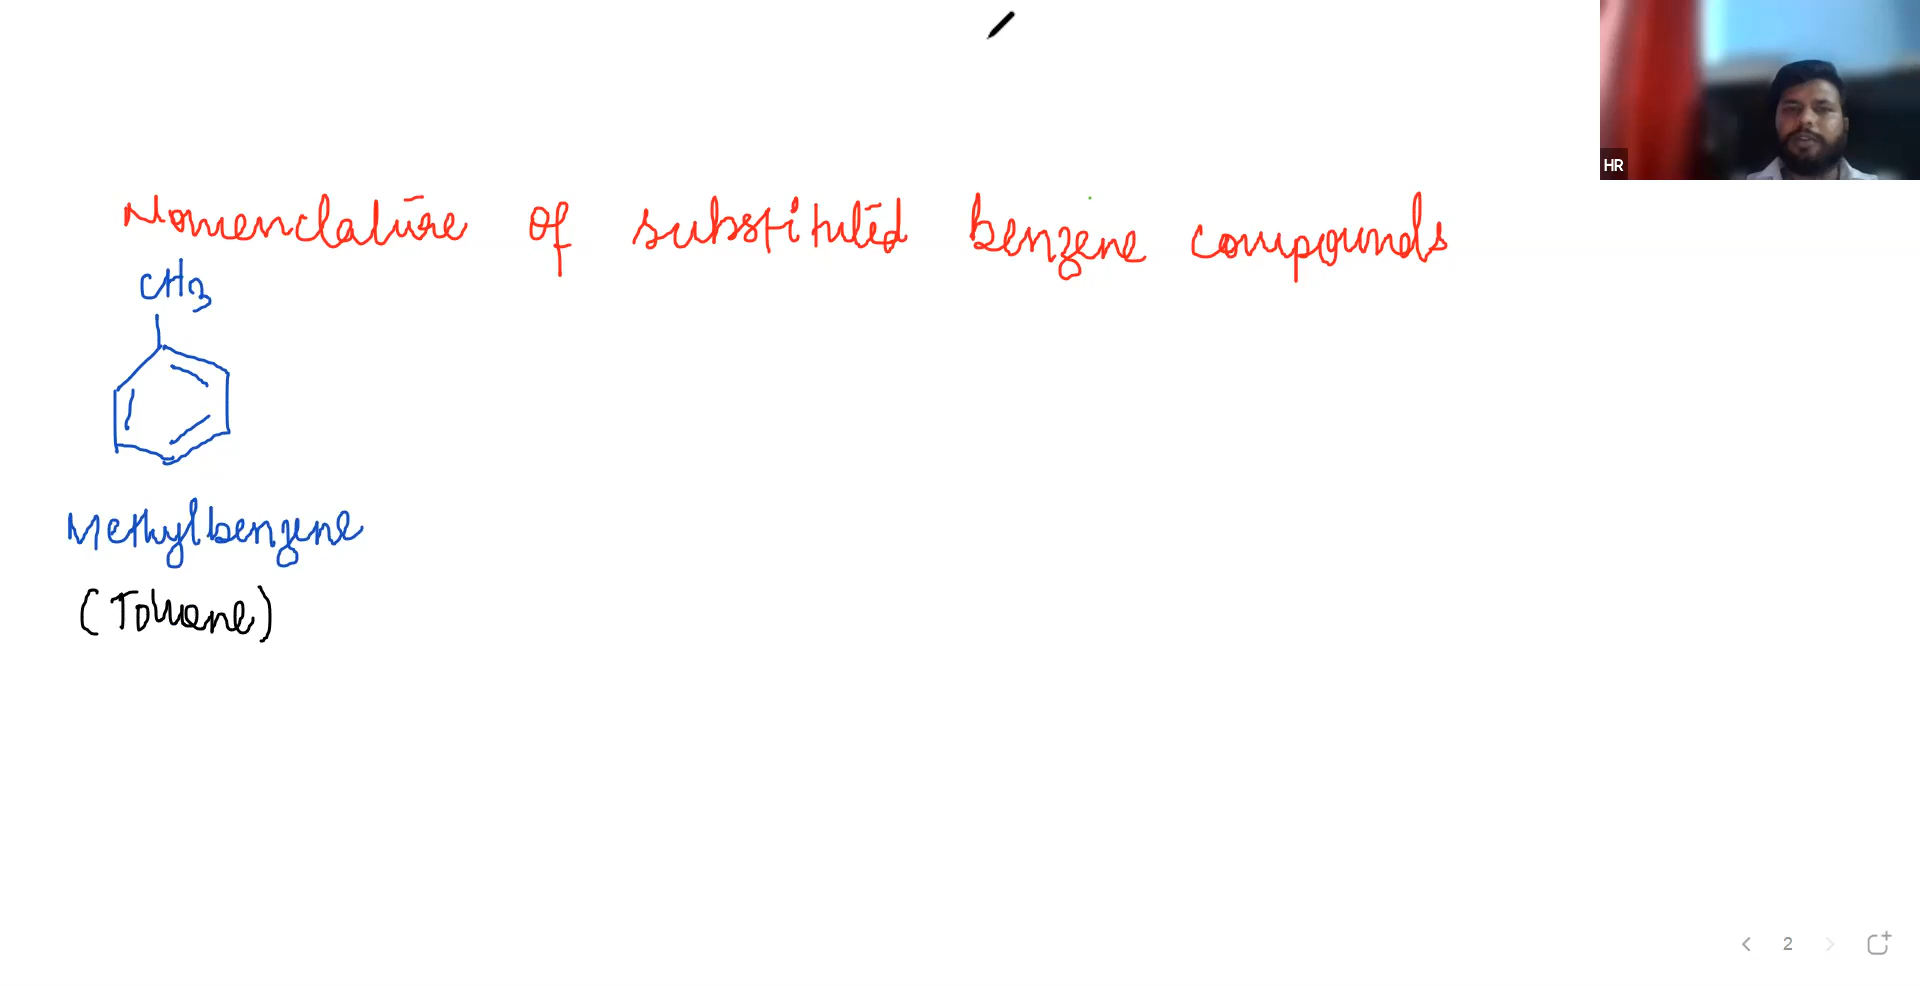 HR
Nomenclature of substituted benzene compounds
CH3
Methylbenzene
(Toluene)
2